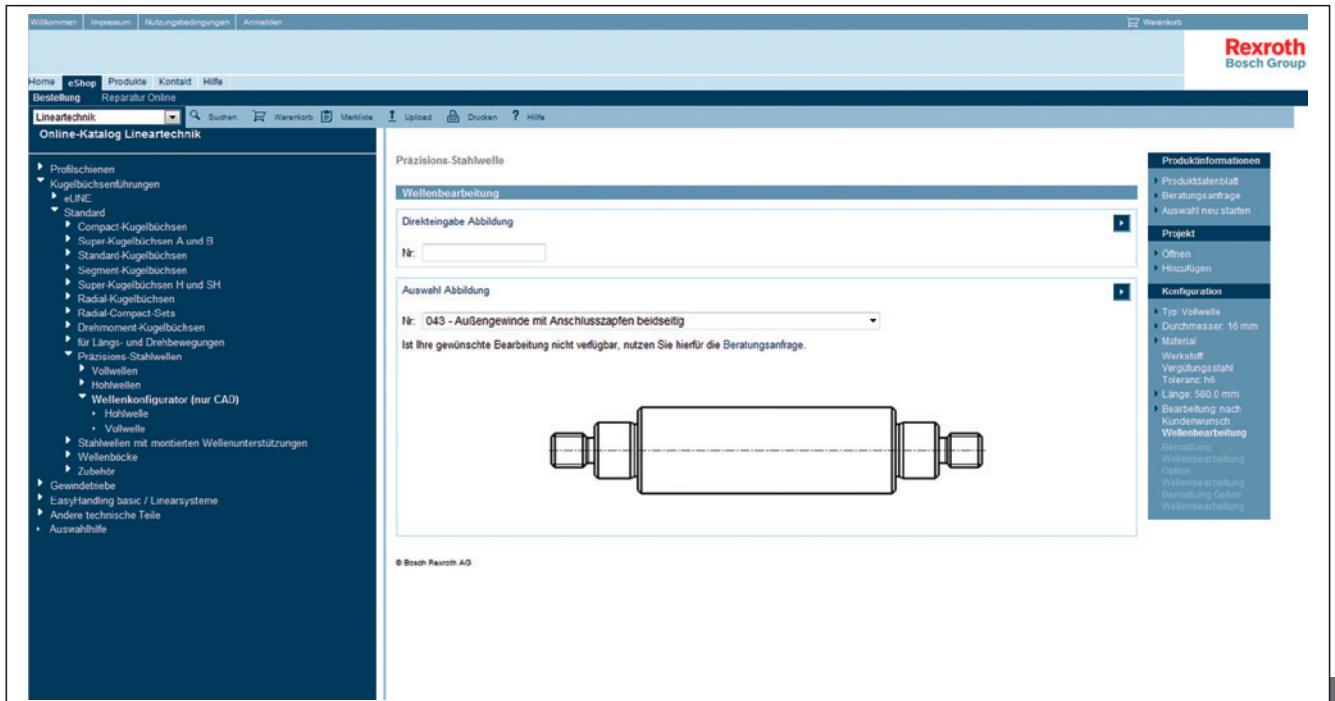 Willkommen Impressum Nutzungsbedingungen Anmelden Warenkorb
Rexroth
Bosch Group
Home eShop Produkte Kontakt Hilfe
Bestellung Reparatur Online
Lineartechnik Suchen Warenkorb Merkliste Upload Drucken ? Hilfe
Online-Katalog Lineartechnik
Profilschienen
Kugelbüchsenführungen
eLINE
Standard
Compact-Kugelbüchsen
Super-Kugelbüchsen A und B
Standard-Kugelbüchsen
Segment-Kugelbüchsen
Super-Kugelbüchsen H und SH
Radial-Kugelbüchsen
Radial-Compact-Sets
Drehmoment-Kugelbüchsen
für Längs- und Drehbewegungen
Präzisions-Stahlwellen
Vollwellen
Hohlwellen
Wellenkonfigurator (nur CAD)
Hohlwelle
Vollwelle
Stahlwellen mit montierten Wellenunterstützungen
Wellenböcke
Zubehör
Gewindetriebe
EasyHandling basic / Linearsysteme
Andere technische Teile
Auswahlhilfe
Präzisions-Stahlwelle
Wellenbearbeitung
Direkteingabe Abbildung
Nr:
Auswahl Abbildung
Nr: 043 - Außengewinde mit Anschlusszapfen beidseitig
Ist Ihre gewünschte Bearbeitung nicht verfügbar, nutzen Sie hierfür die Beratungsanfrage.
© Bosch Rexroth AG
Produktinformationen
Produktdatenblatt
Beratungsanfrage
Auswahl neu starten
Projekt
Öffnen
Hinzufügen
Konfiguration
Typ: Vollwelle
Durchmesser: 16 mm
Material
Werkstoff
Vergütungsstahl
Toleranz: h6
Länge: 580.0 mm
Bearbeitung: nach
Kundenwunsch
Wellenbearbeitung
Bemaßung
Wellenbearbeitung
Option
Wellenbearbeitung
Bemaßung Option
Wellenbearbeitung